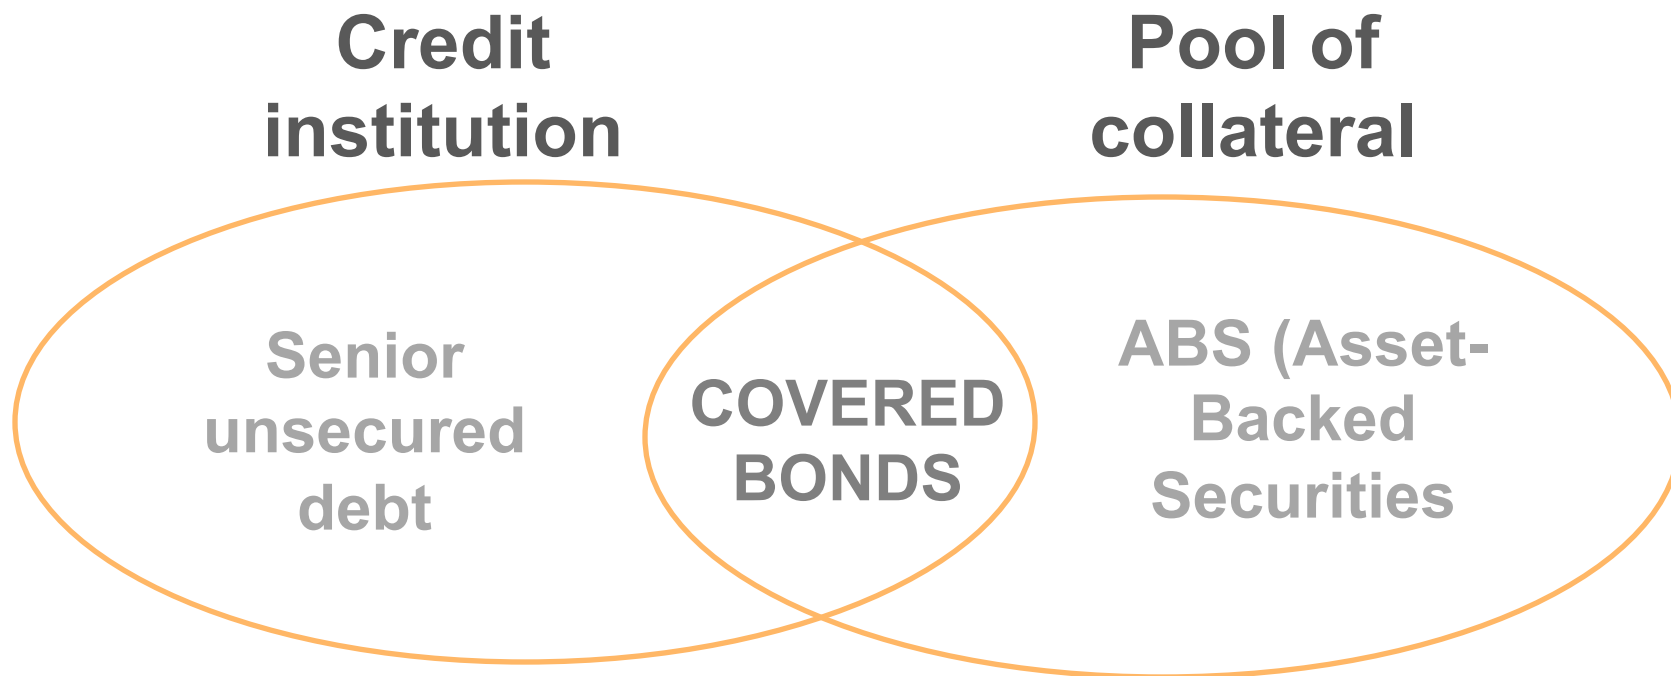 Credit
institution
Pool of
collateral
Senior
unsecured
debt
COVERED
BONDS
ABS (Asset-
Backed
Securities